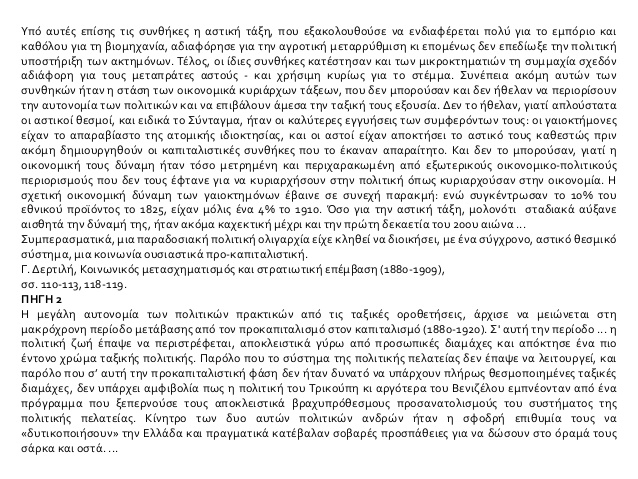 Υπό αυτές επίσης τις συνθήκες η αστική τάξη, που εξακολουθούσε να ενδιαφέρεται πολύ για το εμπόριο και
καθόλου για τη βιομηχανία, αδιαφόρησε για την αγροτική μεταρρύθμιση κι επομένως δεν επεδίωξε την πολιτική
υποστήριξη των ακτημόνων. Τέλος, οι ίδιες συνθήκες κατέστησαν και των μικροκτηματιών τη συμμαχία σχεδόν
αδιάφορη για τους μεταπράτες αστούς - και χρήσιμη κυρίως για το στέμμα. Συνέπεια ακόμη αυτών των
συνθηκών ήταν η στάση των οικονομικά κυριάρχων τάξεων, που δεν μπορούσαν και δεν ήθελαν να περιορίσουν
την αυτονομία των πολιτικών και να επιβάλουν άμεσα την ταξική τους εξουσία. Δεν το ήθελαν, γιατί απλούστατα
οι αστικοί θεσμοί, και ειδικά το Σύνταγμα, ήταν οι καλύτερες εγγυήσεις των συμφερόντων τους: οι γαιοκτήμονες
είχαν το απαραβίαστο της ατομικής ιδιοκτησίας, και οι αστοί είχαν αποκτήσει το αστικό τους καθεστώς πριν
ακόμη δημιουργηθούν οι καπιταλιστικές συνθήκες που το έκαναν απαραίτητο. Και δεν το μπορούσαν, γιατί η
οικονομική τους δύναμη ήταν τόσο μετρημένη και περιχαρακωμένη από εξωτερικούς οικονομικο-πολιτικούς
περιορισμούς που δεν τους έφτανε για να κυριαρχήσουν στην πολιτική όπως κυριαρχούσαν στην οικονομία. Η
σχετική οικονομική δύναμη των γαιοκτημόνων έβαινε σε συνεχή παρακμή: ενώ συγκέντρωσαν το 10% του
εθνικού προϊόντος το 1825, είχαν μόλις ένα 4% το 1910. Όσο για την αστική τάξη, μολονότι σταδιακά αύξανε
αισθητά την δύναμή της, ήταν ακόμα καχεκτική μέχρι και την πρώτη δεκαετία του 20ου αιώνα ...
Συμπερασματικά, μια παραδοσιακή πολιτική ολιγαρχία είχε κληθεί να διοικήσει, με ένα σύγχρονο, αστικό θεσμικό
σύστημα, μια κοινωνία ουσιαστικά προ-καπιταλιστική.
Γ. Δερτιλή, Κοινωνικός μετασχηματισμός και στρατιωτική επέμβαση (1880-1909),
σσ. 110-113, 118-119.
ΠΗΓΗ 2
Η μεγάλη αυτονομία των πολιτικών πρακτικών από τις ταξικές οροθετήσεις, άρχισε να μειώνεται στη
μακρόχρονη περίοδο μετάβασης από τον προκαπιταλισμό στον καπιταλισμό (1880-1920). Σ' αυτή την περίοδο ... η
πολιτική ζωή έπαψε να περιστρέφεται, αποκλειστικά γύρω από προσωπικές διαμάχες και απόκτησε ένα πιο
έντονο χρώμα ταξικής πολιτικής. Παρόλο που το σύστημα της πολιτικής πελατείας δεν έπαψε να λειτουργεί, και
παρόλο που σ' αυτή την προκαπιταλιστική φάση δεν ήταν δυνατό να υπάρχουν πλήρως θεσμοποιημένες ταξικές
διαμάχες, δεν υπάρχει αμφιβολία πως η πολιτική του Τρικούπη κι αργότερα του Βενιζέλου εμπνέονταν από ένα
πρόγραμμα που ξεπερνούσε τους αποκλειστικά βραχυπρόθεσμους προσανατολισμούς του συστήματος της
πολιτικής πελατείας. Κίνητρο των δυο αυτών πολιτικών ανδρών ήταν η σφοδρή επιθυμία τους να
«δυτικοποιήσουν» την Ελλάδα και πραγματικά κατέβαλαν σοβαρές προσπάθειες για να δώσουν στο όραμά τους
σάρκα και οστά. ...